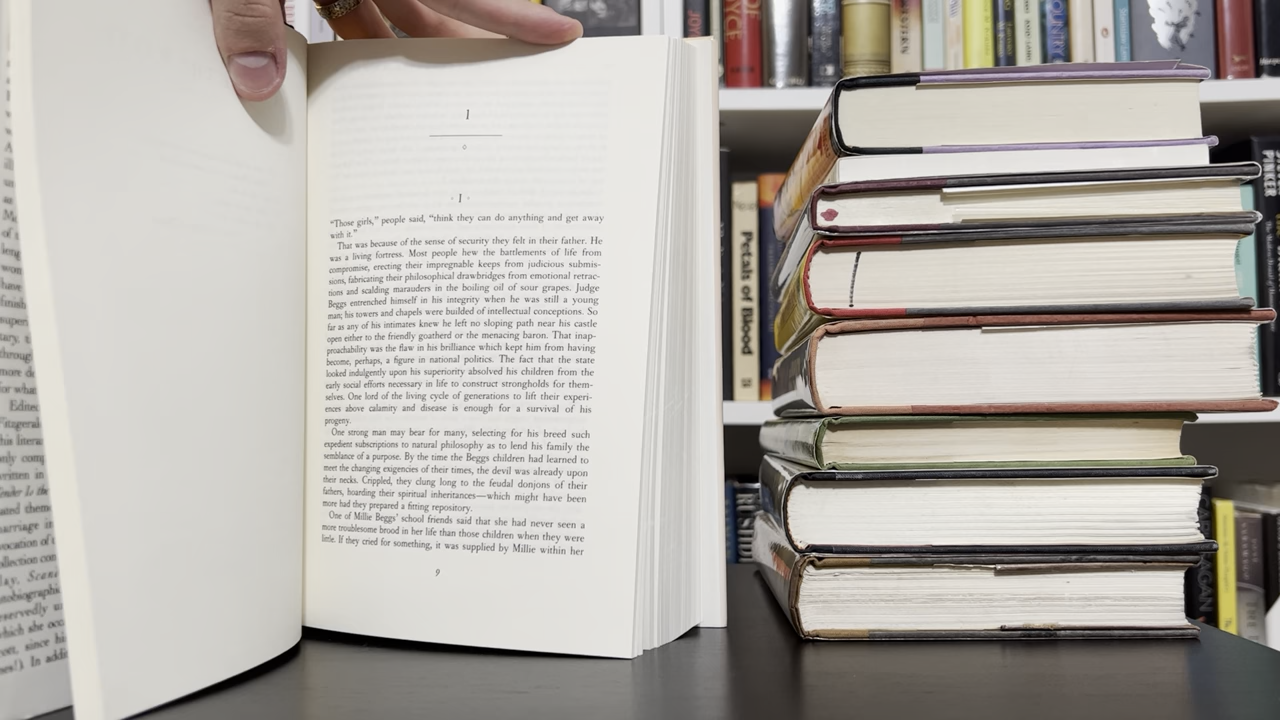 1
· I ·
“Those girls,” people said, “think they can do anything and get away
with it.”
That was because of the sense of security they felt in their father. He
was a living fortress. Most people hew the battlements of life from
compromise, erecting their impregnable keeps from judicious submis-
sions, fabricating their philosophical drawbridges from emotional retrac-
tions and scalding marauders in the boiling oil of sour grapes. Judge
Beggs entrenched himself in his integrity when he was still a young
man; his towers and chapels were builded of intellectual conceptions. So
far as any of his intimates knew he left no sloping path near his castle
open either to the friendly goatherd or the menacing baron. That inap-
proachability was the flaw in his brilliance which kept him from having
become, perhaps, a figure in national politics. The fact that the state
looked indulgently upon his superiority absolved his children from the
early social efforts necessary in life to construct strongholds for them-
selves. One lord of the living cycle of generations to lift their experi-
ences above calamity and disease is enough for a survival of his
progeny.
One strong man may bear for many, selecting for his breed such
expedient subscriptions to natural philosophy as to lend his family the
semblance of a purpose. By the time the Beggs children had learned to
meet the changing exigencies of their times, the devil was already upon
their necks. Crippled, they clung long to the feudal donjons of their
fathers, hoarding their spiritual inheritances—which might have been
more had they prepared a fitting repository.
One of Millie Beggs’ school friends said that she had never seen a
more troublesome brood in her life than those children when they were
little. If they cried for something, it was supplied by Millie within her
9
Petals of Blood
PINKER